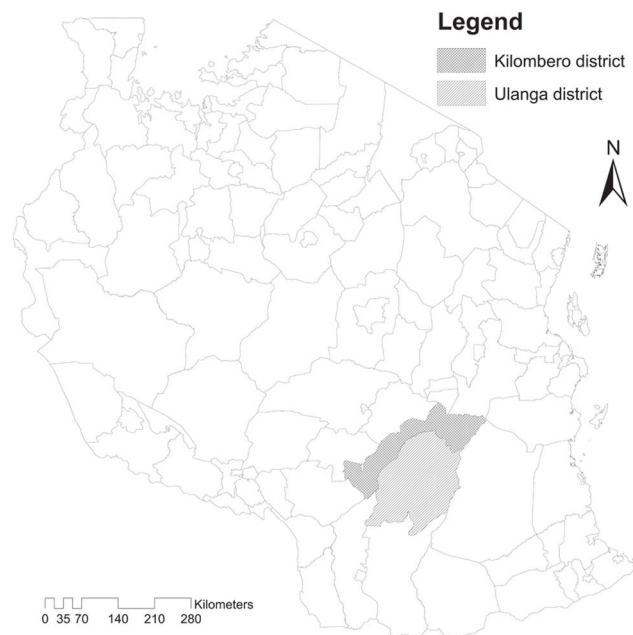 Legend
Kilombero district
Ulanga district
N
Kilometers
0 35 70 140 210 280